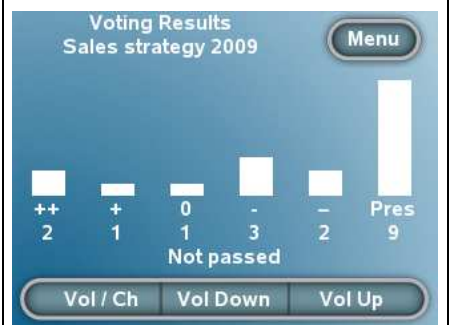 Voting Results
Sales strategy 2009
Menu
++ + 0 - – Pres
2 1 1 3 2 9
Not passed
Vol / Ch Vol Down Vol Up